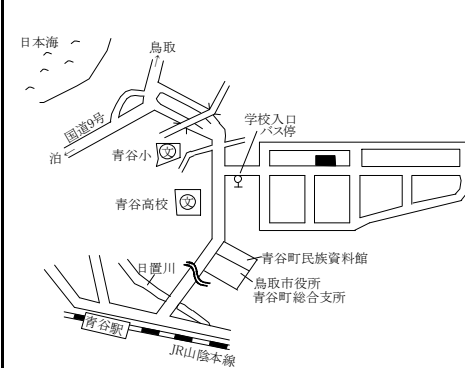 日本海
鳥取
国道9号
泊
学校入口
バス停
青谷小
文
青谷高校
文
青谷町民族資料館
日置川
鳥取市役所
青谷町総合支所
青谷駅
JR山陰本線